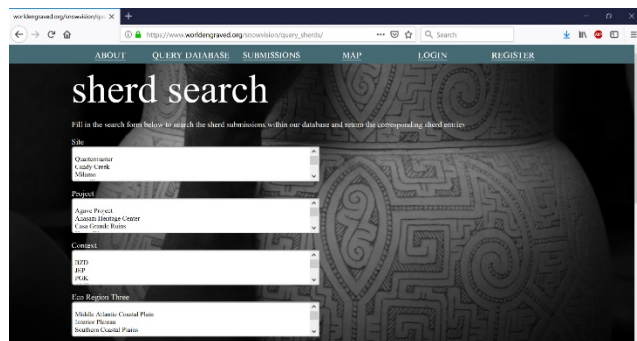 worldengraved.org/snowvision/que
https://www.worldengraved.org/snowvision/query_sherds/
Search
ABOUT QUERY DATABASE SUBMISSIONS MAP LOGIN REGISTER
sherd search
Fill in the search form below to search the sherd submissions within our database and return the corresponding sherd entries
Site
Quartermaster
Candy Creek
Milamo
Project
Agave Project
Anasazi Heritage Center
Casa Grande Ruins
Context
BZD
JEP
PGK
Eco Region Three
Middle Atlantic Coastal Plain
Interior Plateau
Southern Coastal Plains